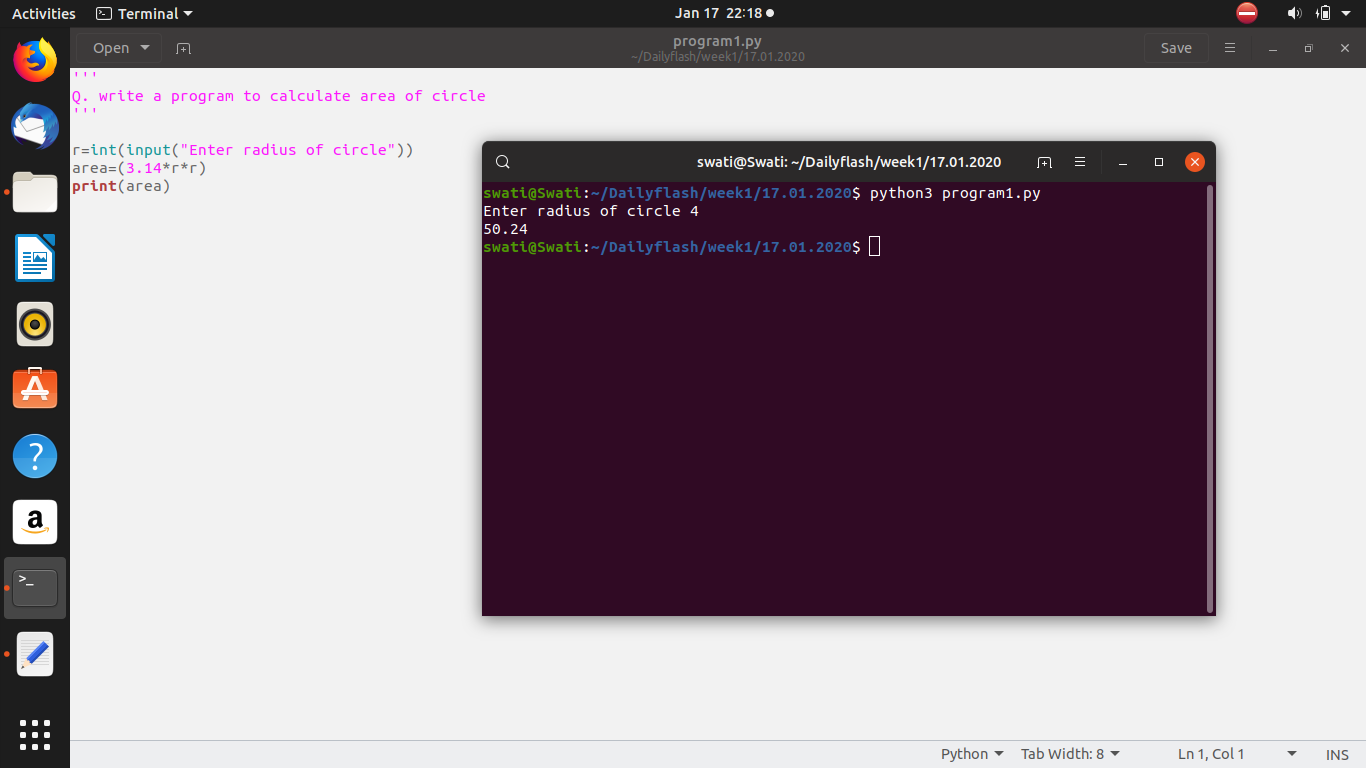 Activities
Terminal
Jan 17 22:18
Open
program1.py
~/Dailyflash/week1/17.01.2020
Save
'''
Q. write a program to calculate area of circle
'''
r=int(input("Enter radius of circle"))
area=(3.14*r*r)
print(area)
swati@Swati: ~/Dailyflash/week1/17.01.2020
swati@Swati:~/Dailyflash/week1/17.01.2020$ python3 program1.py
Enter radius of circle 4
50.24
swati@Swati:~/Dailyflash/week1/17.01.2020$
?
a
>_
Python
Tab Width: 8
Ln 1, Col 1
INS